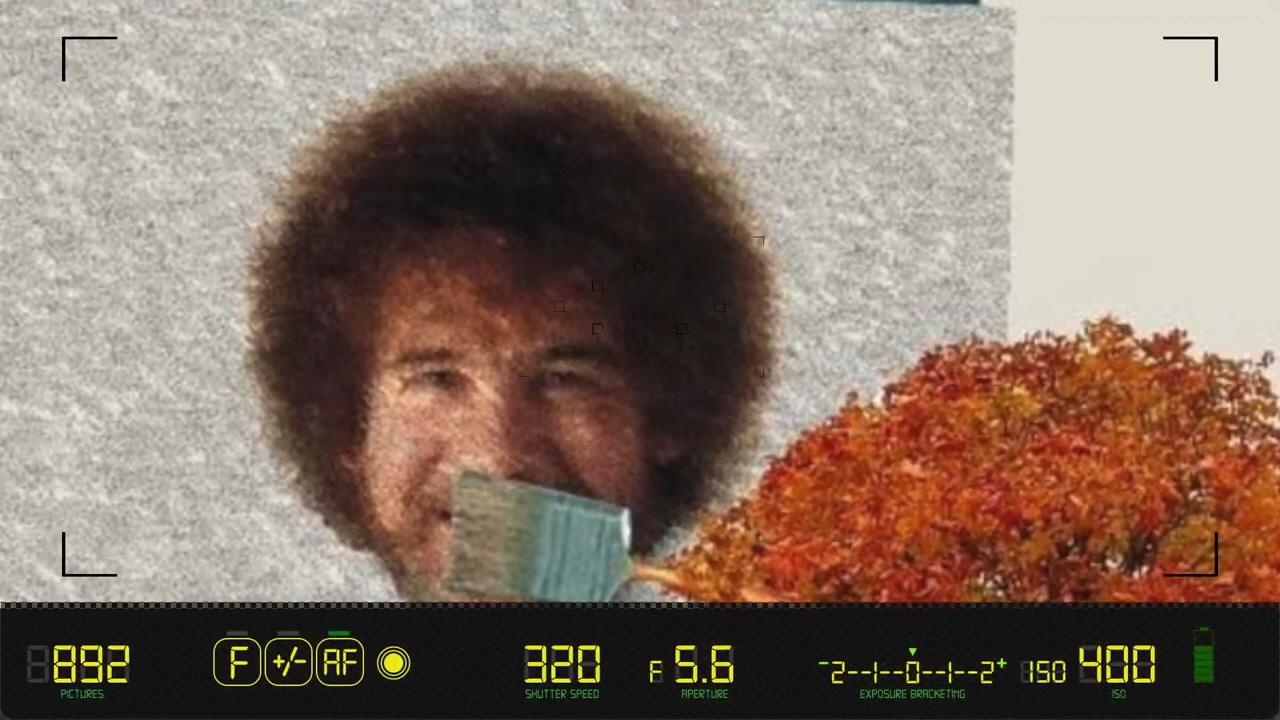 892
PICTURES
F
+/-
AF
320
SHUTTER SPEED
F 5.6
APERTURE
-2--1--0--1--2+
EXPOSURE BRACKETING
ISO 400
ISO